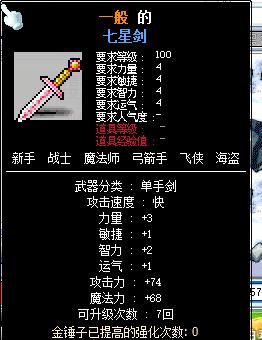 一般 的
七星剑
要求等级： 100
要求力量： 4
要求敏捷： 4
要求智力： 4
要求运气： 4
要求人气度： -
道具等级： -
道具经验值： -
新手 战士 魔法师 弓箭手 飞侠 海盗
武器分类 ： 单手剑
攻击速度 ： 快
力量 ： +3
敏捷 ： +1
智力 ： +2
运气 ： +1
攻击力 ： +74
魔法力 ： +68
可升级次数 ： 7回
金锤子已提高的强化次数: 0
57